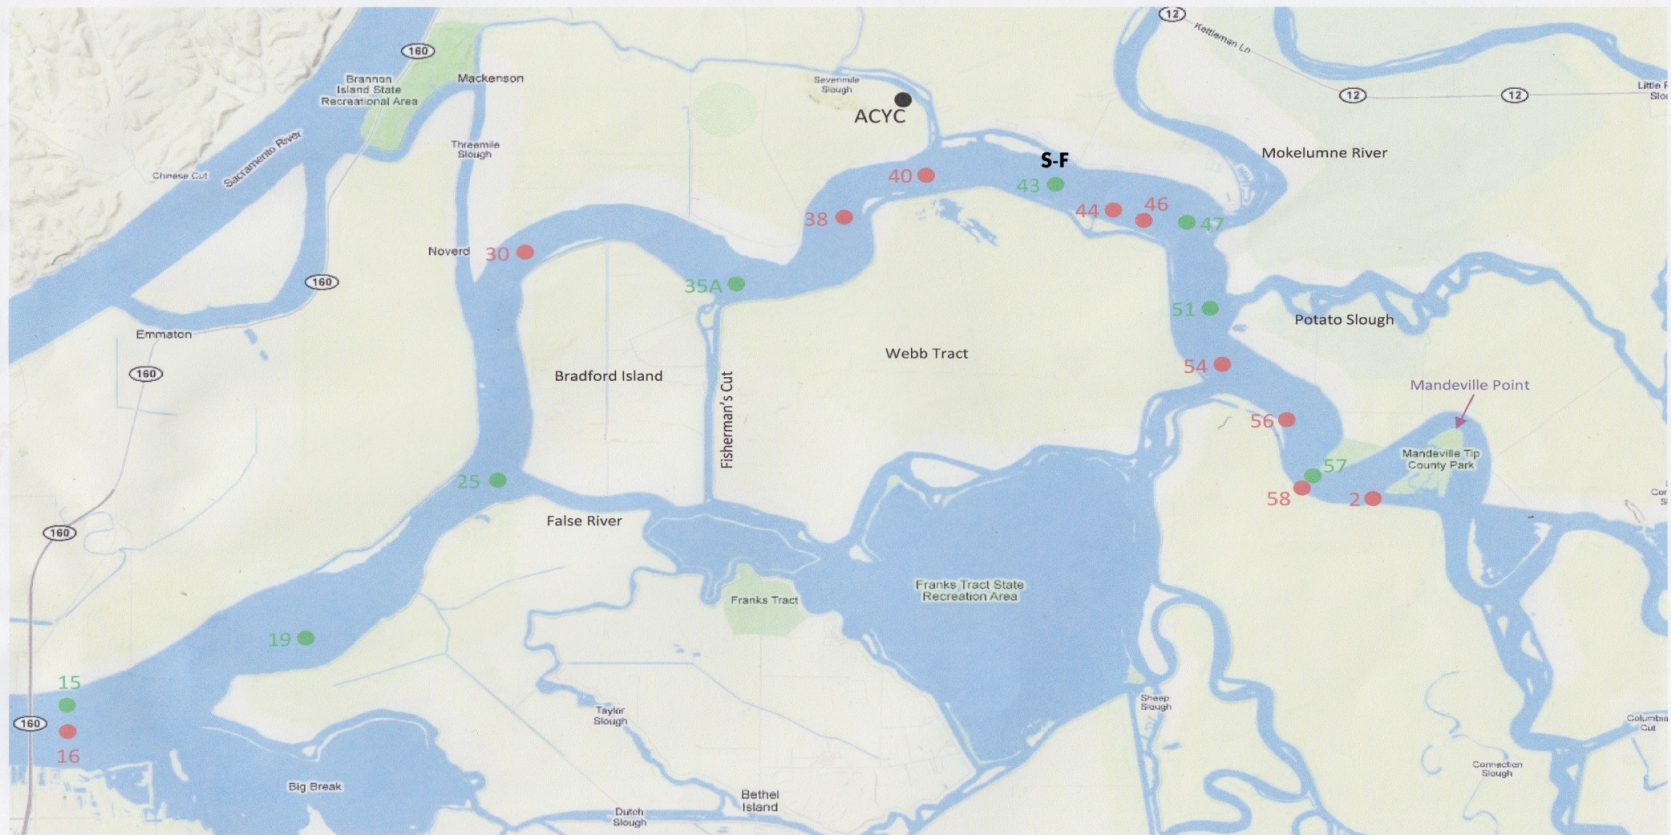 12
Kettleman Ln
160
Brannon
Island State
Recreational Area
Mackenson
Sevenmile
Slough
ACYC
12
12
Sacramento River
Threemile
Slough
Chinese Cut
S-F
Mokelumne River
40
43
44
46
47
38
Noverd
30
160
35A
51
Potato Slough
Emmaton
160
Bradford Island
Fisherman's Cut
Webb Tract
54
Mandeville Point
56
Mandeville Tip
County Park
57
58
2
25
False River
160
Franks Tract State
Recreation Area
Franks Tract
19
15
160
16
Taylor
Slough
Sheep
Slough
Columbia
Cut
Connection
Slough
Big Break
Bethel
Island
Dutch
Slough